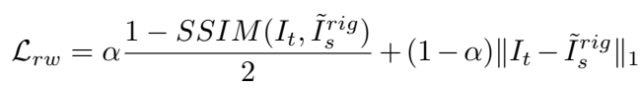 $\mathcal{L}_{rw} = \alpha \frac{1 - SSIM(I_t, \tilde{I}_s^{rig})}{2} + (1 - \alpha) \| I_t - \tilde{I}_s^{rig} \|_1$